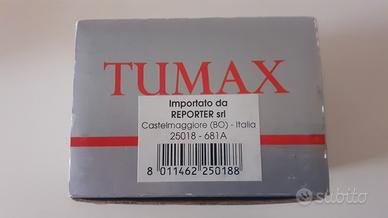 TUMAX
Importato da
REPORTER srl
Castelmaggiore (BO) - Italia
25018 - 681A
8 011462 250188
subito